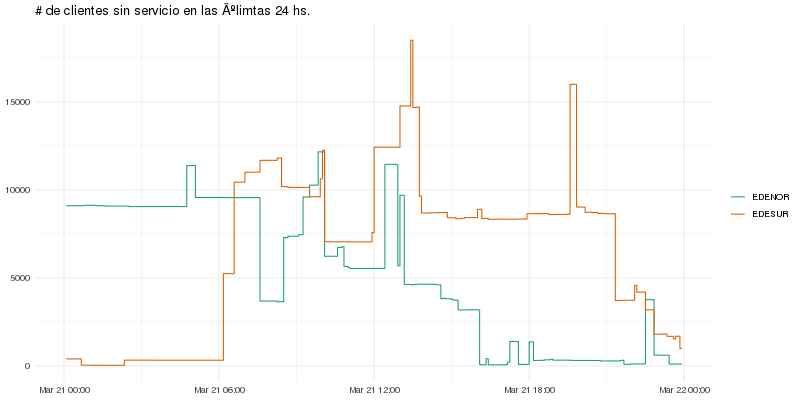 # de clientes sin servicio en las Ãºlimtas 24 hs.
15000
10000
5000
0
Mar 21 00:00
Mar 21 06:00
Mar 21 12:00
Mar 21 18:00
Mar 22 00:00
EDENOR
EDESUR